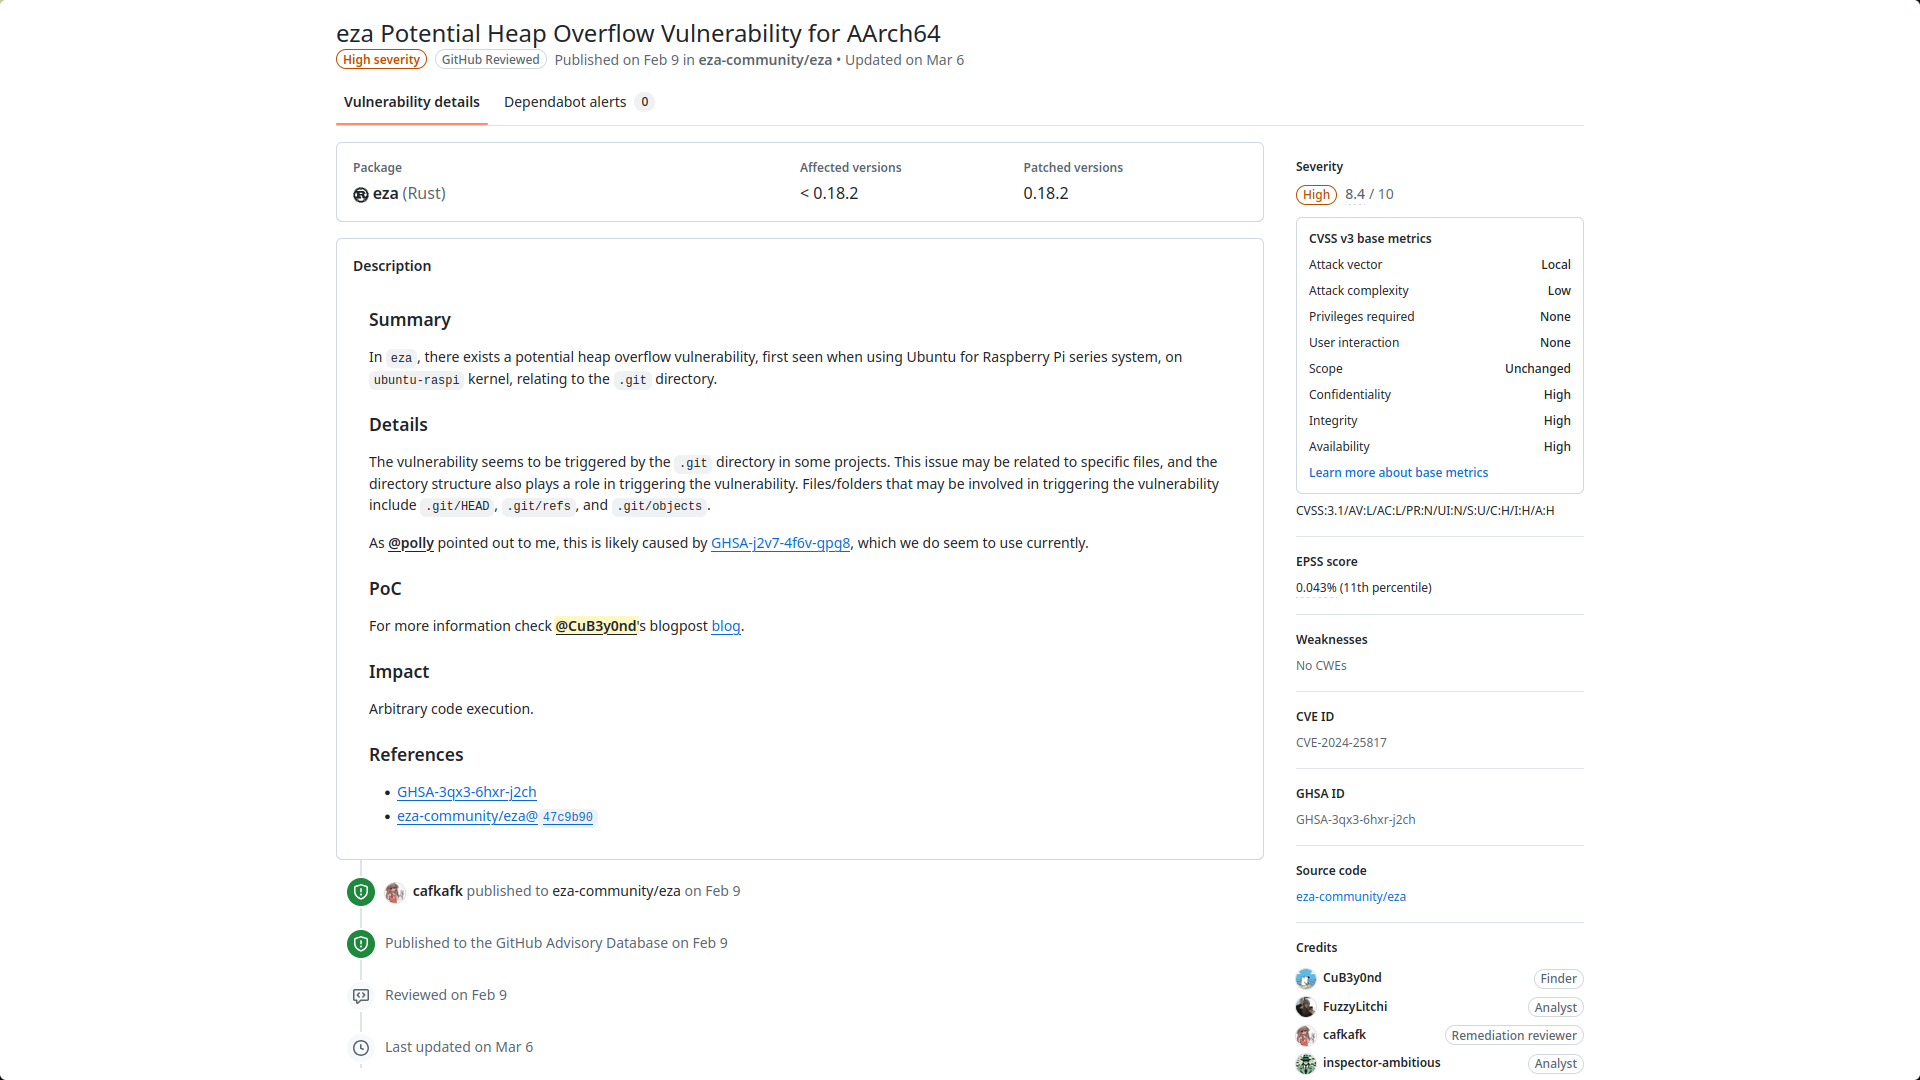 eza Potential Heap Overflow Vulnerability for AArch64
High severity GitHub Reviewed Published on Feb 9 in eza-community/eza • Updated on Mar 6
Vulnerability details Dependabot alerts 0
Package Affected versions Patched versions
eza (Rust) < 0.18.2 0.18.2
Description
Summary
In eza, there exists a potential heap overflow vulnerability, first seen when using Ubuntu for Raspberry Pi series system, on
ubuntu-raspi kernel, relating to the .git directory.
Details
The vulnerability seems to be triggered by the .git directory in some projects. This issue may be related to specific files, and the
directory structure also plays a role in triggering the vulnerability. Files/folders that may be involved in triggering the vulnerability
include .git/HEAD, .git/refs, and .git/objects.
As @polly pointed out to me, this is likely caused by GHSA-j2v7-4f6v-gpg8, which we do seem to use currently.
PoC
For more information check @CuB3y0nd's blogpost blog.
Impact
Arbitrary code execution.
References
• GHSA-3qx3-6hxr-j2ch
• eza-community/eza@ 47c9b90
cafkafk published to eza-community/eza on Feb 9
Published to the GitHub Advisory Database on Feb 9
Reviewed on Feb 9
Last updated on Mar 6
Severity
High 8.4 / 10
CVSS v3 base metrics
Attack vector Local
Attack complexity Low
Privileges required None
User interaction None
Scope Unchanged
Confidentiality High
Integrity High
Availability High
Learn more about base metrics
CVSS:3.1/AV:L/AC:L/PR:N/UI:N/S:U/C:H/I:H/A:H
EPSS score
0.043% (11th percentile)
Weaknesses
No CWEs
CVE ID
CVE-2024-25817
GHSA ID
GHSA-3qx3-6hxr-j2ch
Source code
eza-community/eza
Credits
CuB3y0nd Finder
FuzzyLitchi Analyst
cafkafk Remediation reviewer
inspector-ambitious Analyst